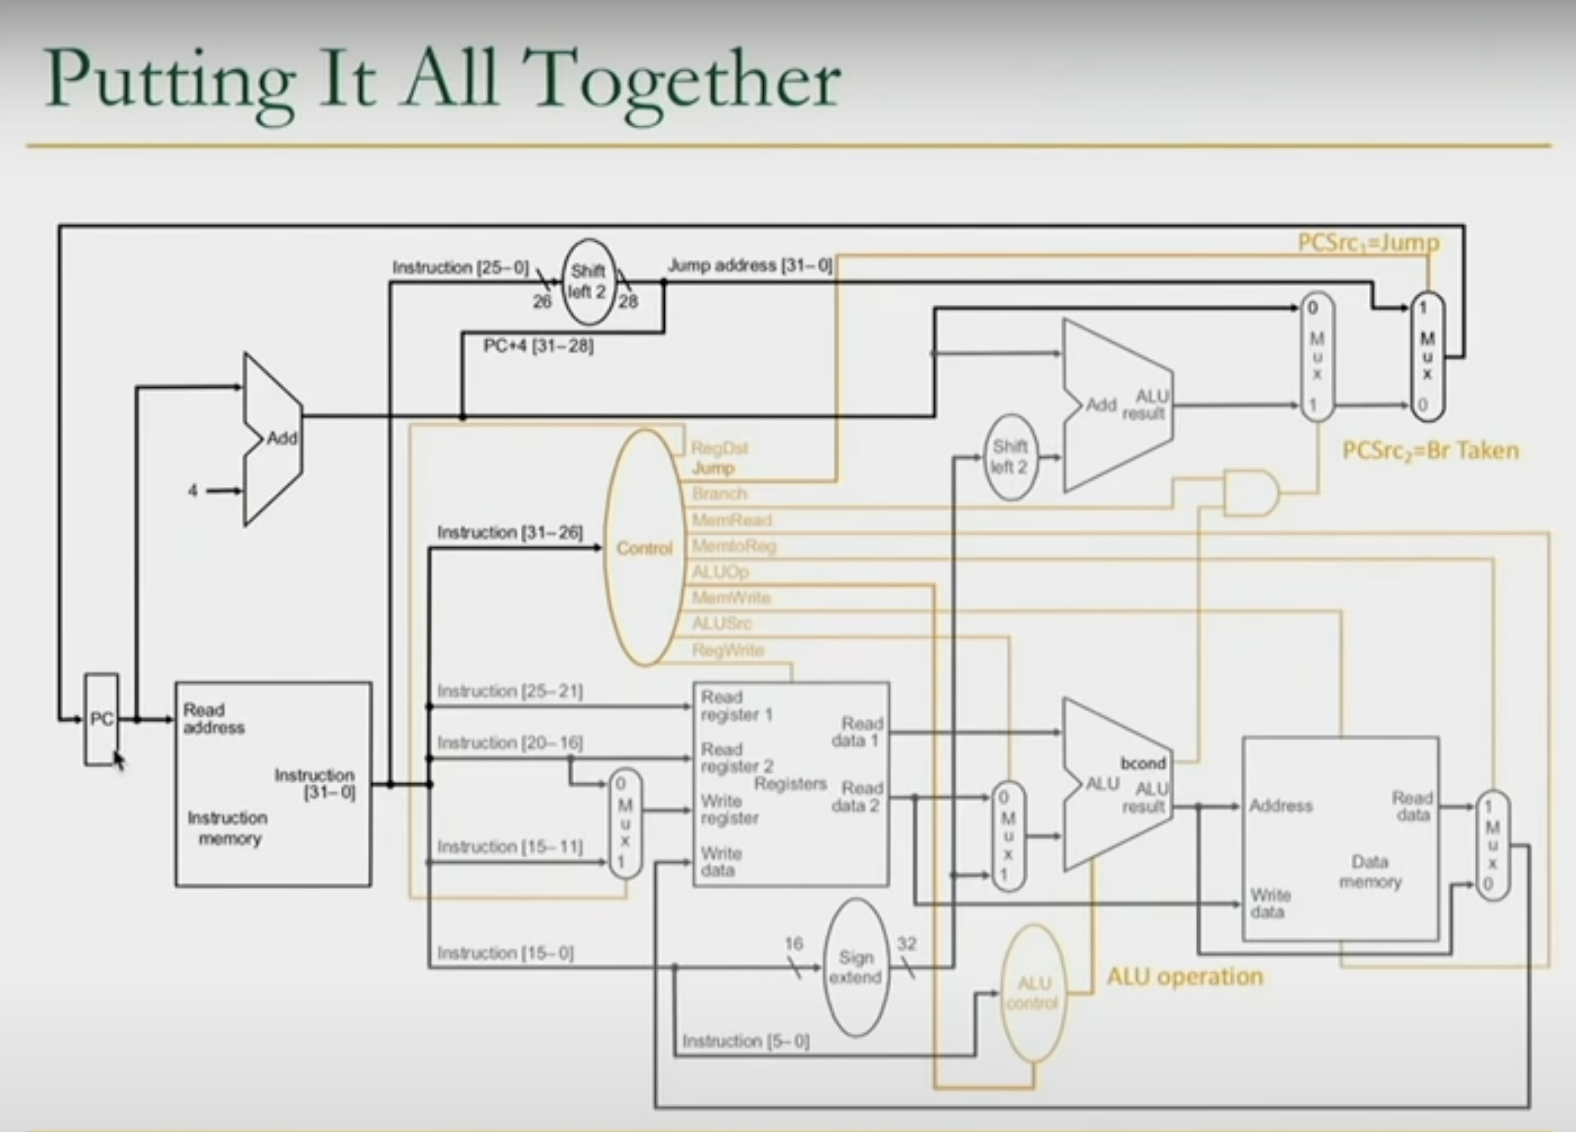 Putting It All Together
PCSrc₁=Jump
Instruction [25–0]
26
Shift
left 2
28
Jump address [31–0]
PC+4 [31–28]
0
M
u
x
1
1
M
u
x
0
Add
4
Add
ALU
result
Shift
left 2
PCSrc₂=Br Taken
RegDst
Jump
Branch
MemRead
MemtoReg
ALUOp
MemWrite
ALUSrc
RegWrite
Instruction [31–26]
Control
PC
Read
address
Instruction
[31–0]
Instruction
memory
Instruction [25–21]
Instruction [20–16]
Instruction [15–11]
Instruction [15–0]
0
M
u
x
1
Read
register 1
Read
register 2
Write
register
Write
data
Registers
Read
data 1
Read
data 2
0
M
u
x
1
bcond
ALU
ALU
result
Address
Read
data
Data
memory
Write
data
1
M
u
x
0
16
Sign
extend
32
ALU
control
ALU operation
Instruction [5–0]